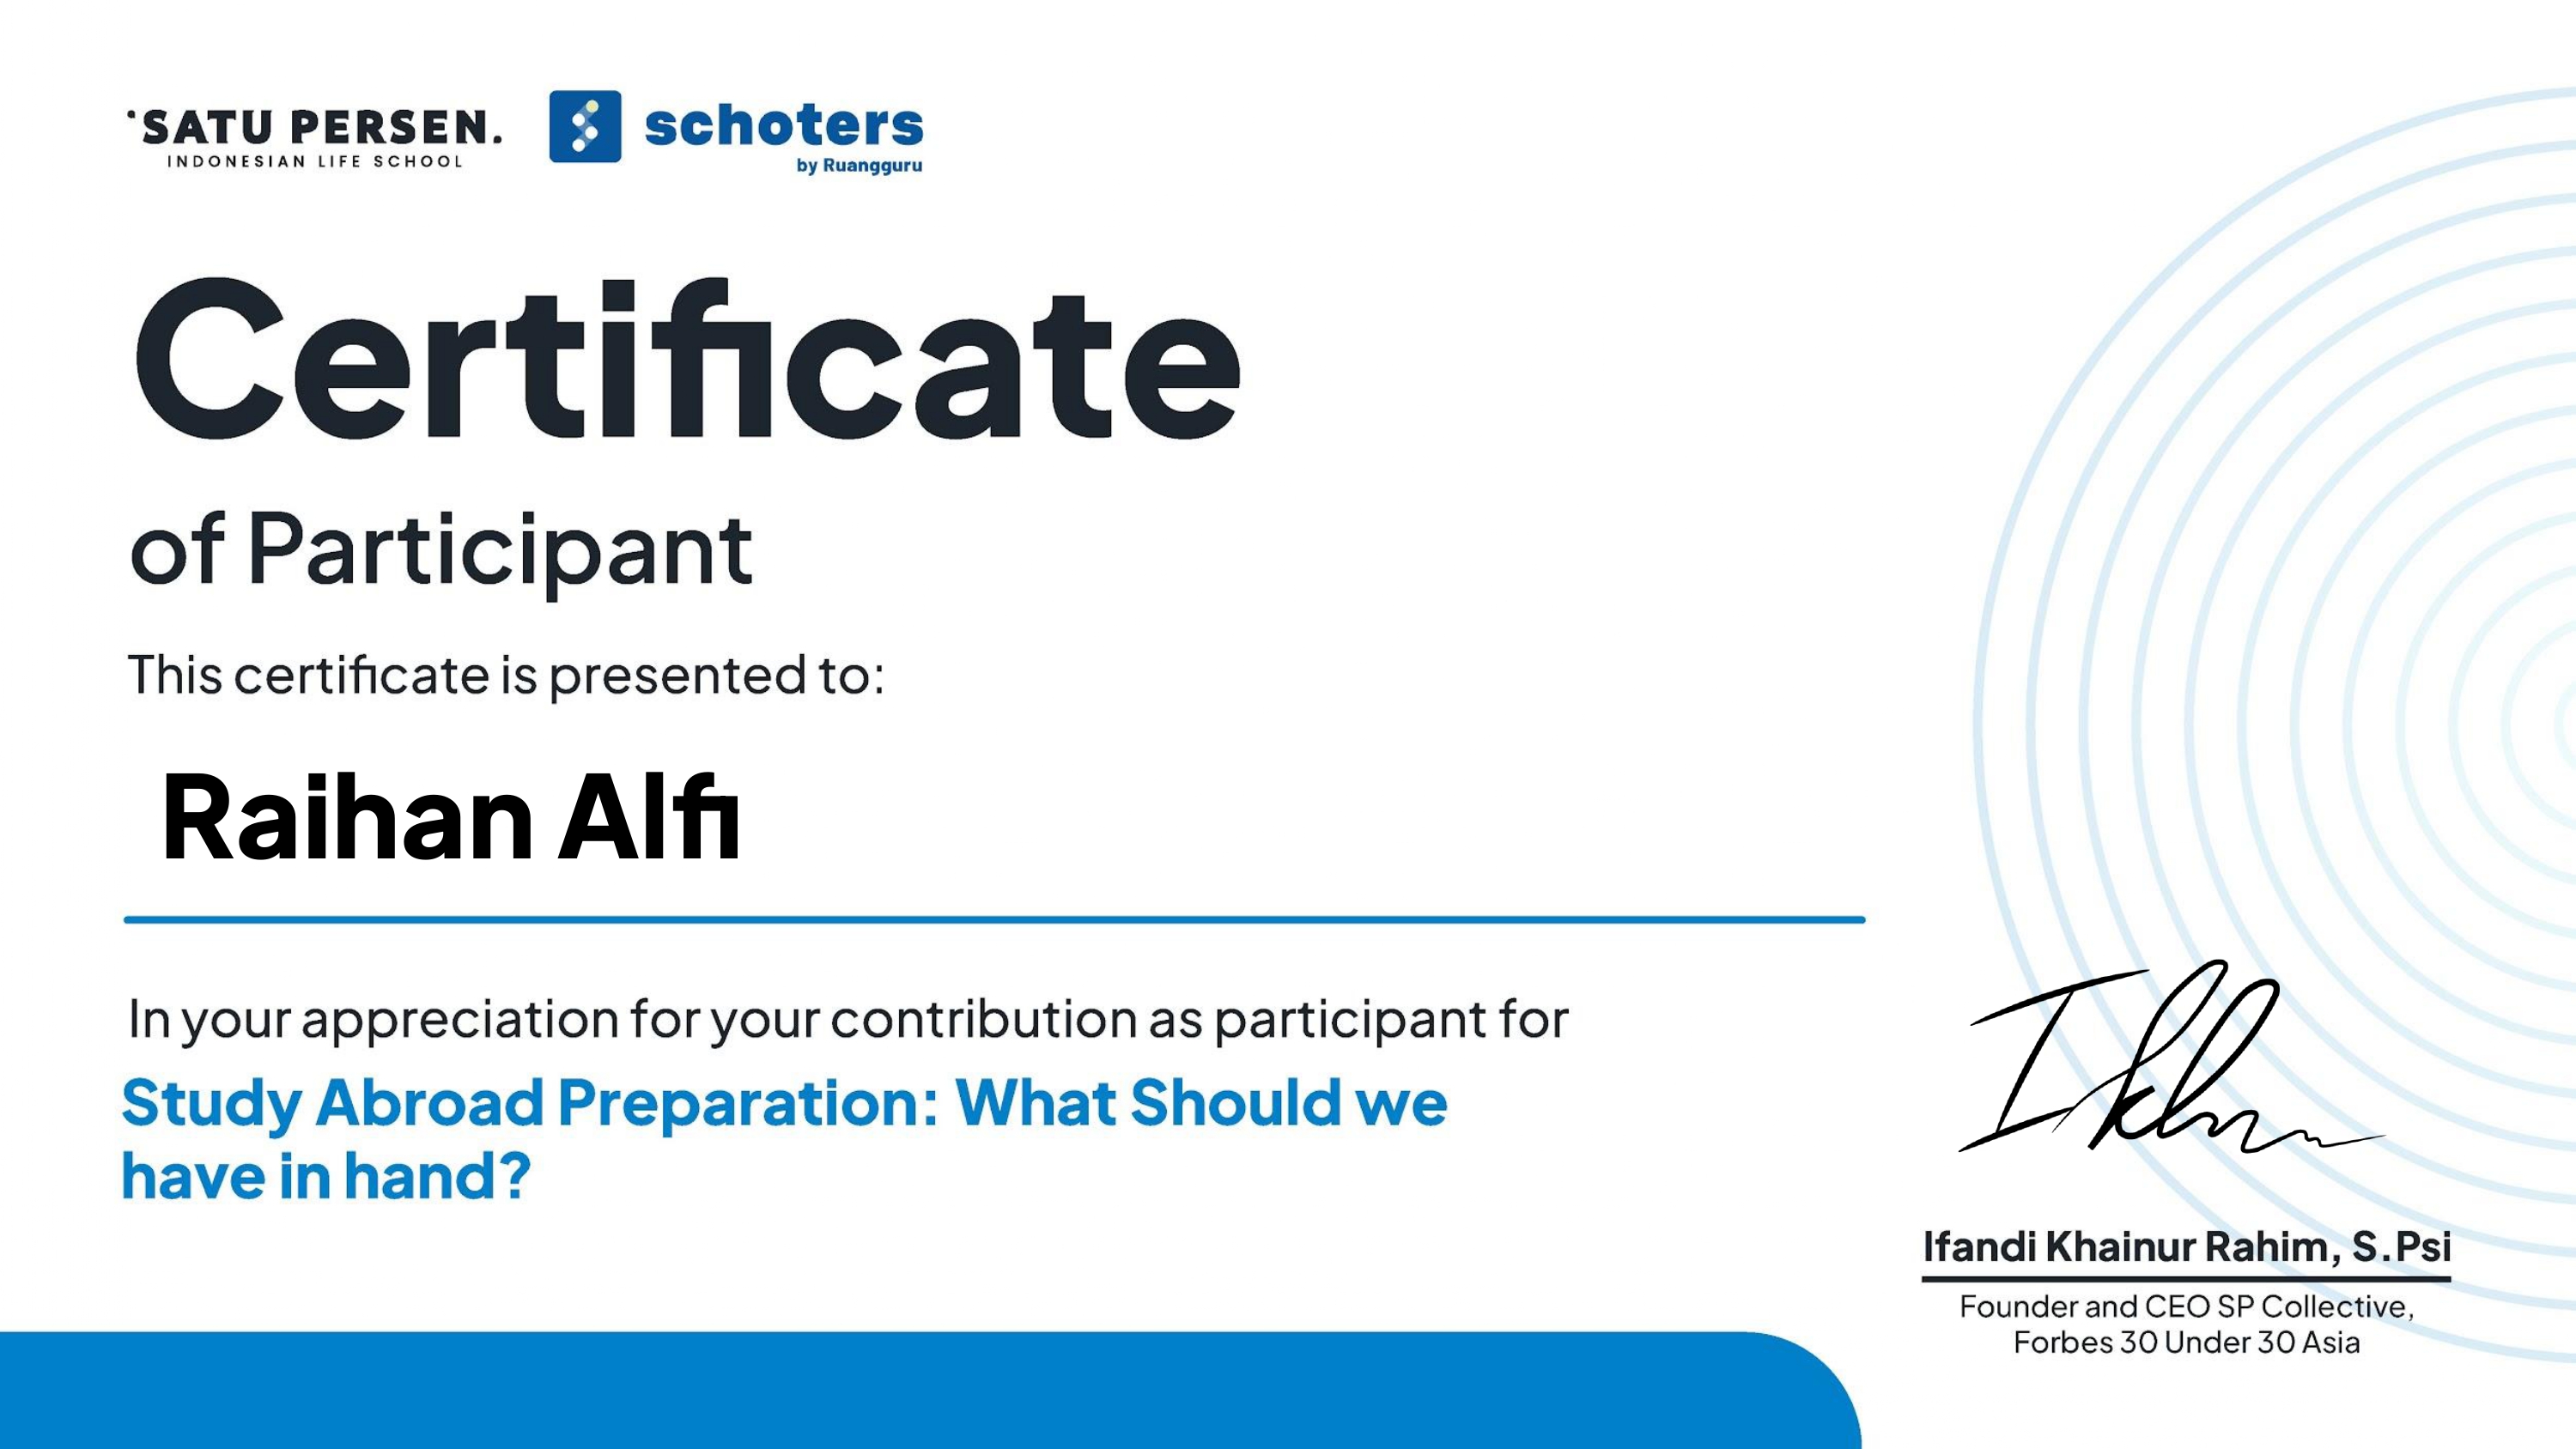 SATU PERSEN.
INDONESIAN LIFE SCHOOL
schoters
by Ruangguru
Certificate
of Participant
This certificate is presented to:
Raihan Alfi
In your appreciation for your contribution as participant for
Study Abroad Preparation: What Should we
have in hand?
Ifandi Khainur Rahim, S.Psi
Founder and CEO SP Collective,
Forbes 30 Under 30 Asia